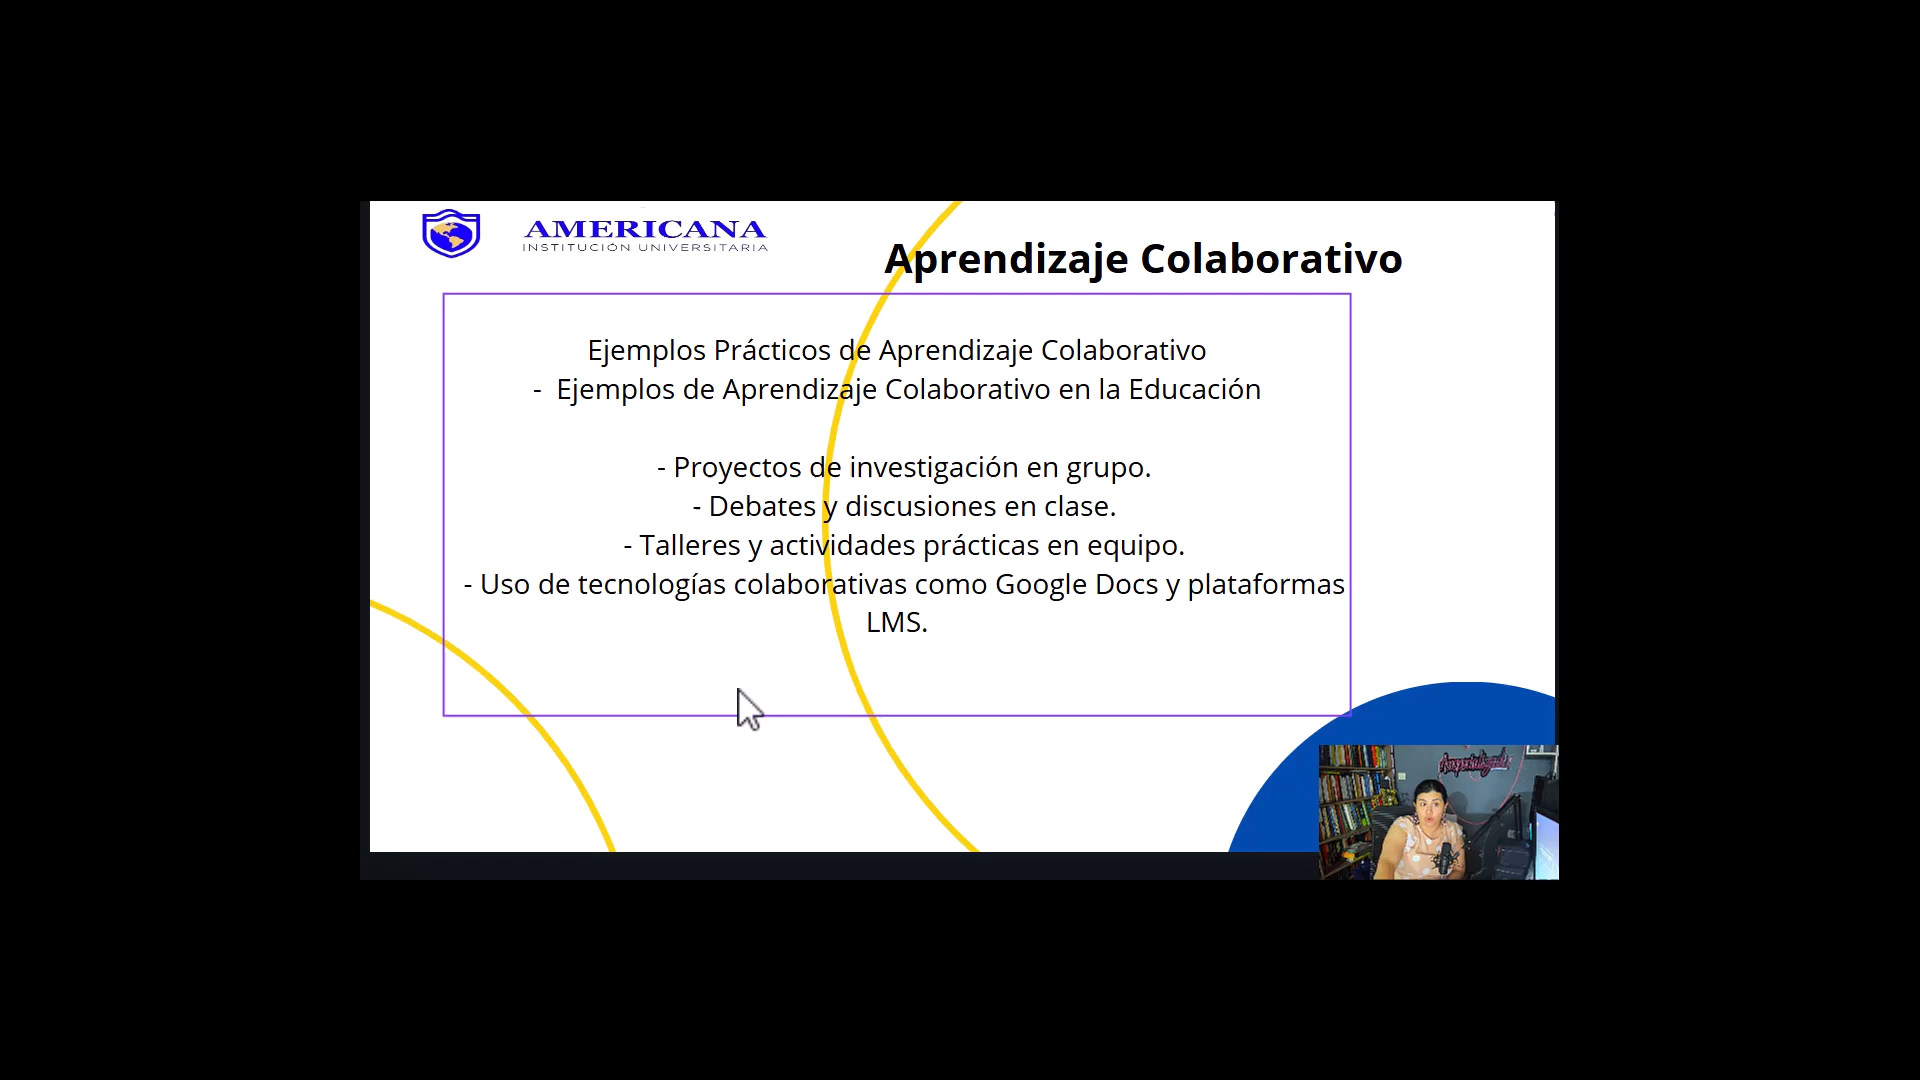 AMERICANA
INSTITUCIÓN UNIVERSITARIA
Aprendizaje Colaborativo
Ejemplos Prácticos de Aprendizaje Colaborativo
- Ejemplos de Aprendizaje Colaborativo en la Educación
- Proyectos de investigación en grupo.
- Debates y discusiones en clase.
- Talleres y actividades prácticas en equipo.
- Uso de tecnologías colaborativas como Google Docs y plataformas
LMS.